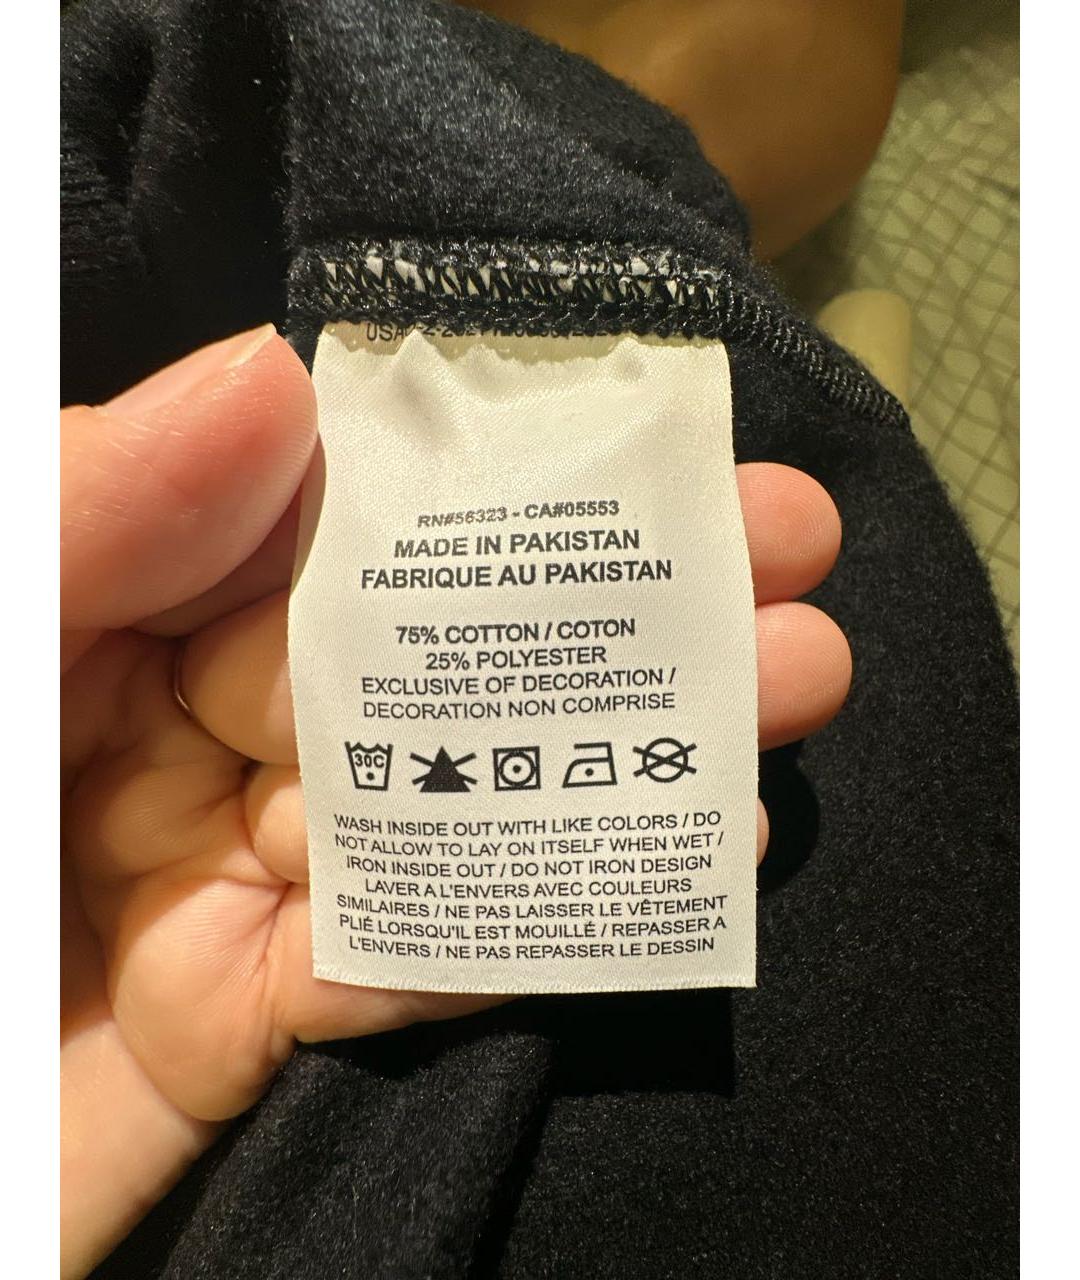 RN#56323 - CA#05553
MADE IN PAKISTAN
FABRIQUE AU PAKISTAN
75% COTTON / COTON
25% POLYESTER
EXCLUSIVE OF DECORATION /
DECORATION NON COMPRISE
30C
WASH INSIDE OUT WITH LIKE COLORS / DO
NOT ALLOW TO LAY ON ITSELF WHEN WET /
IRON INSIDE OUT / DO NOT IRON DESIGN
LAVER A L'ENVERS AVEC COULEURS
SIMILAIRES / NE PAS LAISSER LE VÊTEMENT
PLIÉ LORSQU'IL EST MOUILLÉ / REPASSER A
L'ENVERS / NE PAS REPASSER LE DESSIN